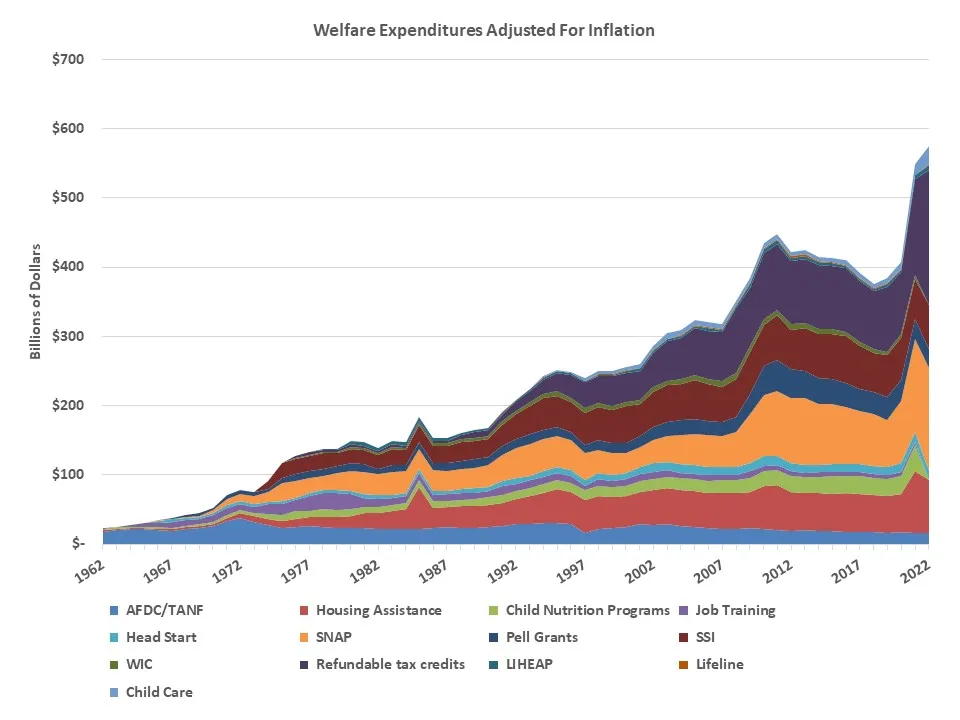 Welfare Expenditures Adjusted For Inflation
$700
$600
$500
$400
$300
$200
$100
$-
Billions of Dollars
1962
1967
1972
1977
1982
1987
1992
1997
2002
2007
2012
2017
2022
AFDC/TANF
Housing Assistance
Child Nutrition Programs
Job Training
Head Start
SNAP
Pell Grants
SSI
WIC
Refundable tax credits
LIHEAP
Lifeline
Child Care